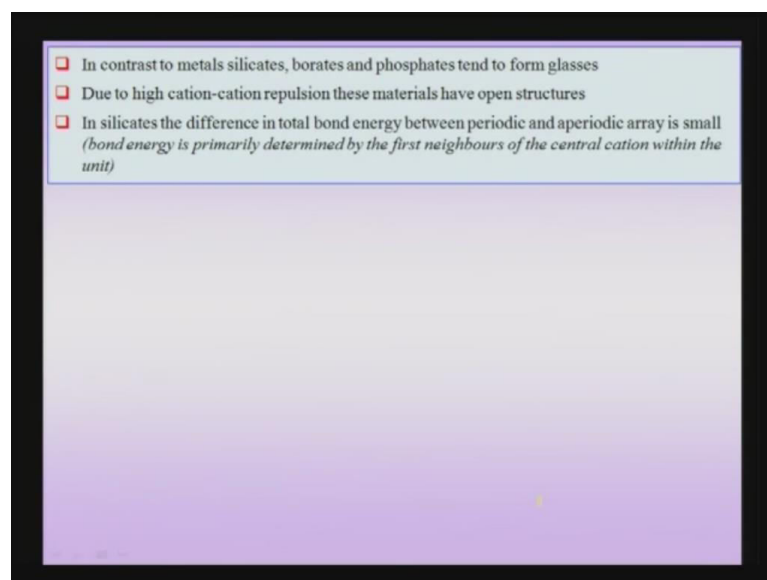 In contrast to metals silicates, borates and phosphates tend to form glasses
Due to high cation-cation repulsion these materials have open structures
In silicates the difference in total bond energy between periodic and aperiodic array is small
(bond energy is primarily determined by the first neighbours of the central cation within the
unit)